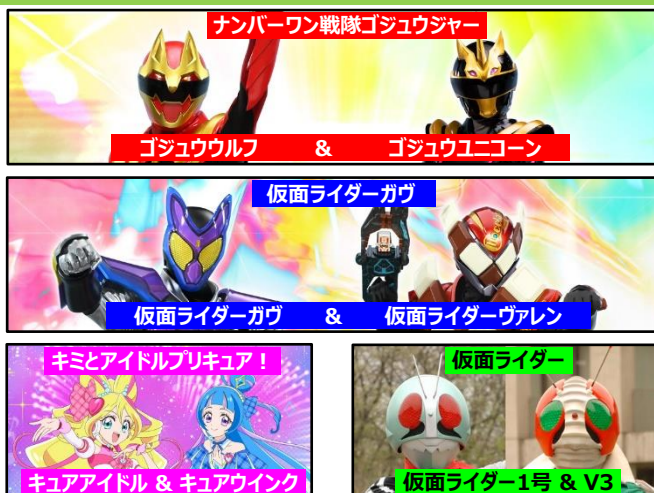 ナンバーワン戦隊ゴジュウジャー
ゴジュウウルフ & ゴジュウユニコーン
仮面ライダーガヴ
仮面ライダーガヴ & 仮面ライダーヴァレン
キミとアイドルプリキュア！
仮面ライダー
キュアアイドル & キュアウインク
仮面ライダー1号 & V3